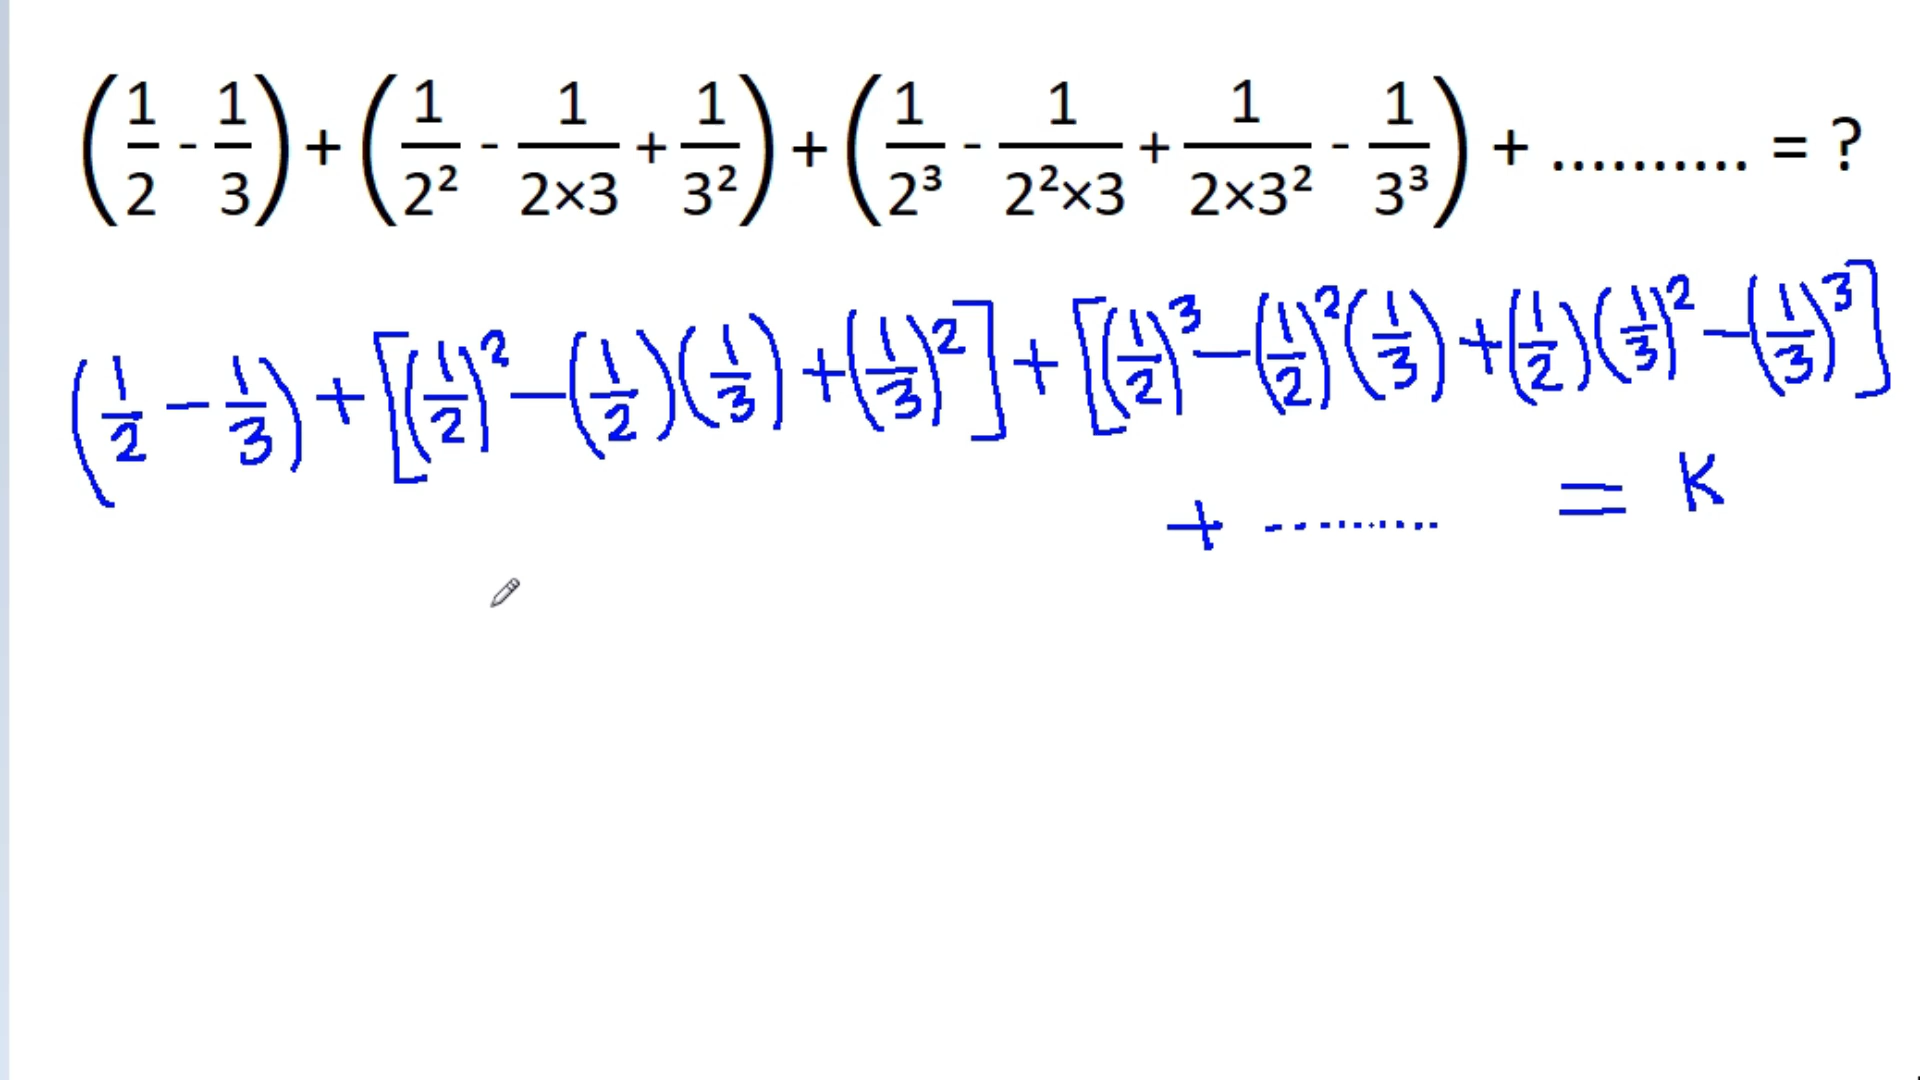 (1/2 - 1/3) + (1/2² - 1/2×3 + 1/3²) + (1/2³ - 1/2²×3 + 1/2×3² - 1/3³) + .......... = ?
(1/2 - 1/3) + [(1/2)² - (1/2)(1/3) + (1/3)²] + [(1/2)³ - (1/2)²(1/3) + (1/2)(1/3)² - (1/3)³]
+ .......... = K